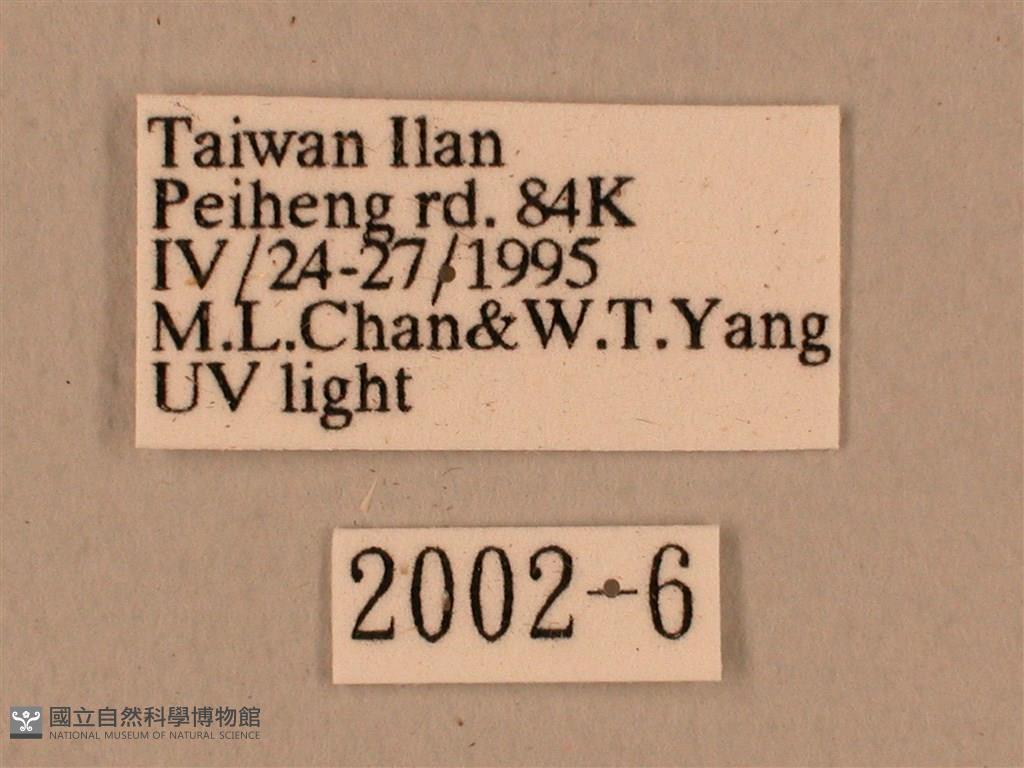 Taiwan Ilan
Peiheng rd. 84K
IV/24-27/1995
M.L.Chan&W.T.Yang
UV light
2002-6
國立自然科學博物館
NATIONAL MUSEUM OF NATURAL SCIENCE